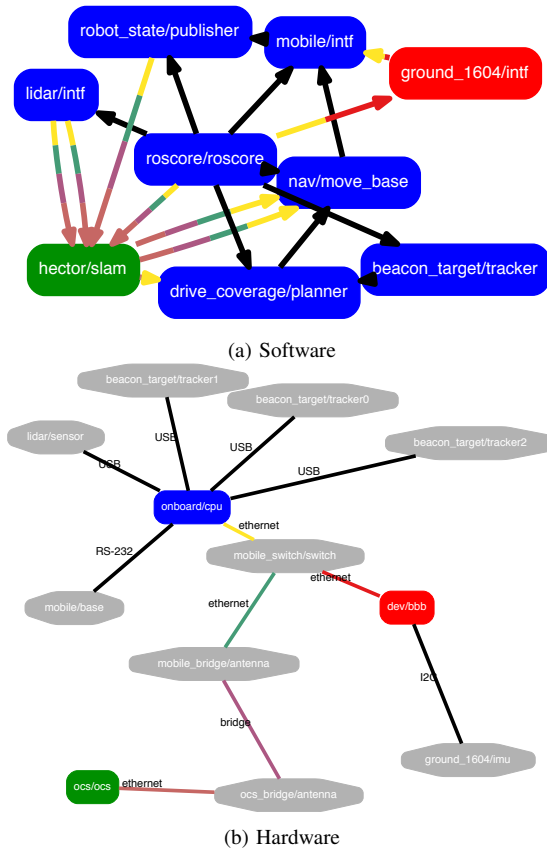 robot_state/publisher
mobile/intf
ground_1604/intf
lidar/intf
roscore/roscore
nav/move_base
hector/slam
beacon_target/tracker
drive_coverage/planner
(a) Software
beacon_target/tracker1
beacon_target/tracker0
lidar/sensor
beacon_target/tracker2
USB
USB
USB
USB
onboard/cpu
ethernet
RS-232
mobile_switch/switch
ethernet
ethernet
mobile/base
dev/bbb
mobile_bridge/antenna
I2C
bridge
ground_1604/imu
ocs/ocs
ethernet
ocs_bridge/antenna
(b) Hardware